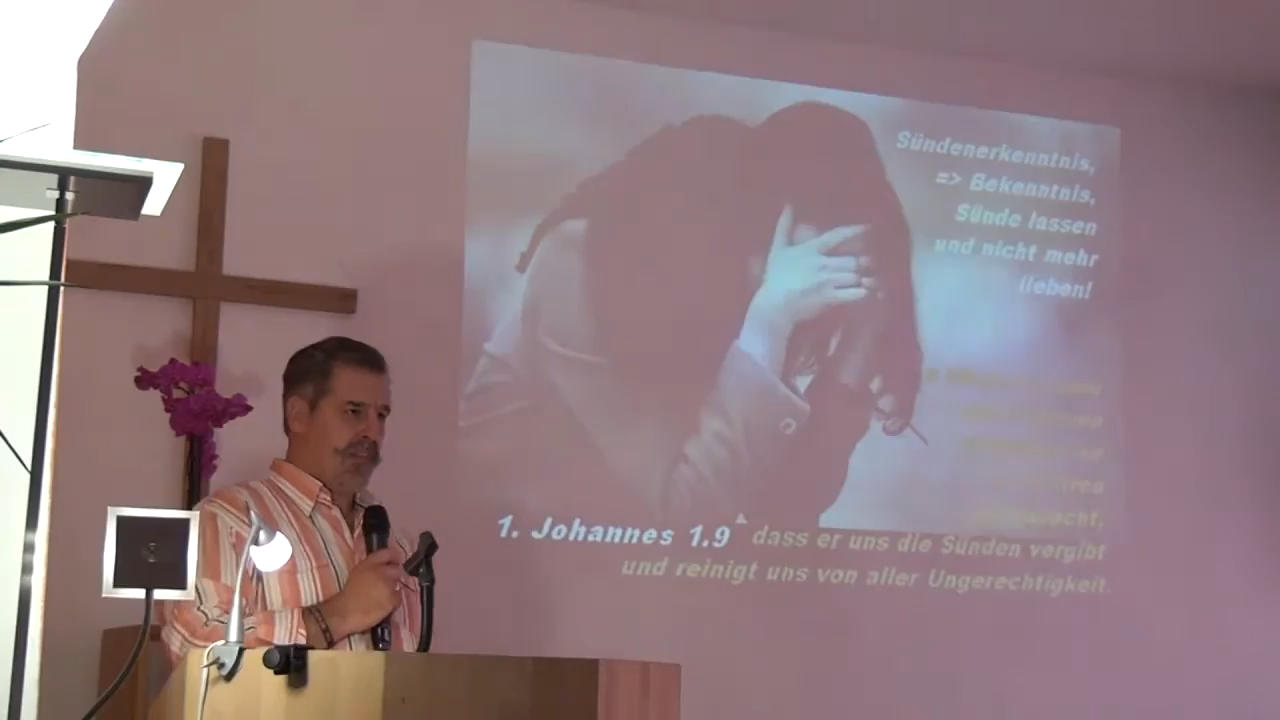 Sündenerkenntnis,
=> Bekenntnis,
Sünde lassen
und nicht mehr
lieben!
1. Johannes 1.9
dass er uns die Sünden vergibt
und reinigt uns von aller Ungerechtigkeit.